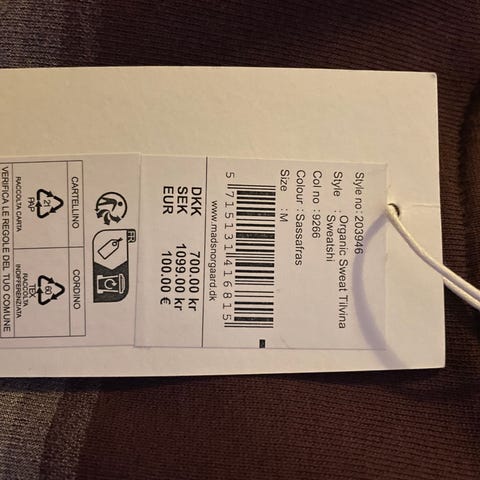 Style no: 203946
Style : Organic Sweat Tilvina
Sweatshi
Col no : 9266
Colour : Sassafras
Size : M
5 715131 416815
www.madsnorgaard.dk
DKK 700.00 kr
SEK 1099.00 kr
EUR 100.00 €
FR
CARTELLINO
21
PAP
RACCOLTA CARTA
CORDINO
60
TEX
RACCOLTA
INDIFFERENZIATA
VERIFICA LE REGOLE DEL TUO COMUNE